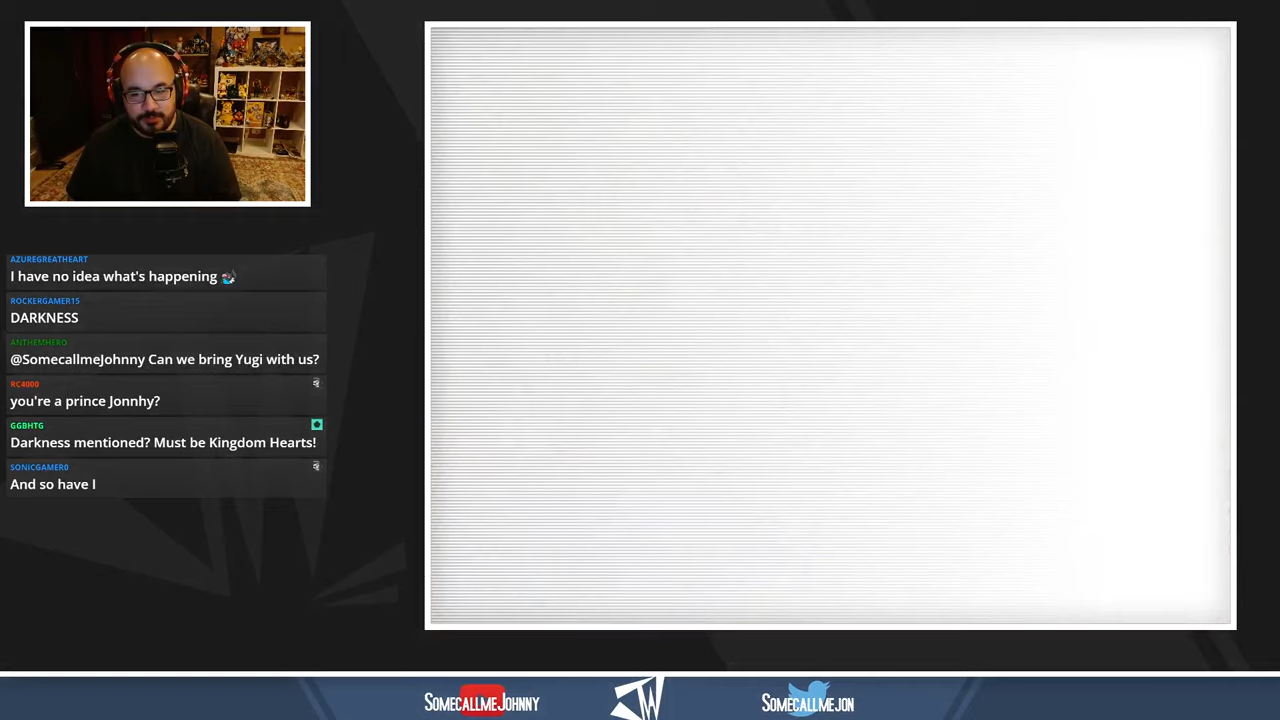 AZUREGREATHEART
I have no idea what's happening
ROCKERGAMER15
DARKNESS
ANTHEMHERO
@SomecallmeJohnny Can we bring Yugi with us?
RC4000
you're a prince Jonnhy?
GGBHTG
Darkness mentioned? Must be Kingdom Hearts!
SONICGAMER0
And so have I
SOMECALLMEJOHNNY
SOMECALLMEJON